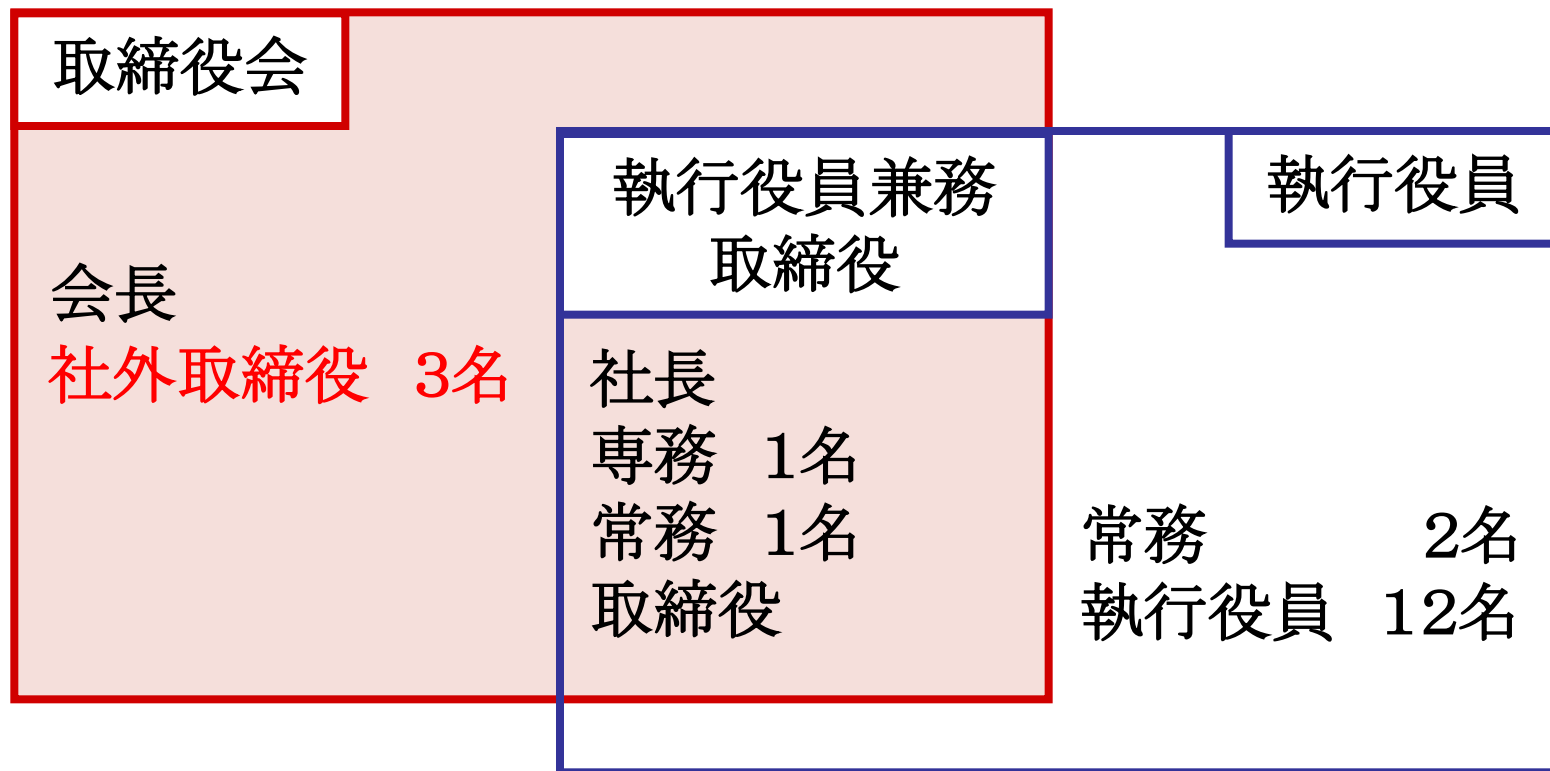 取締役会
会長
社外取締役　3名
執行役員兼務
取締役
社長
専務　1名
常務　1名
取締役
執行役員
常務　　　2名
執行役員　12名